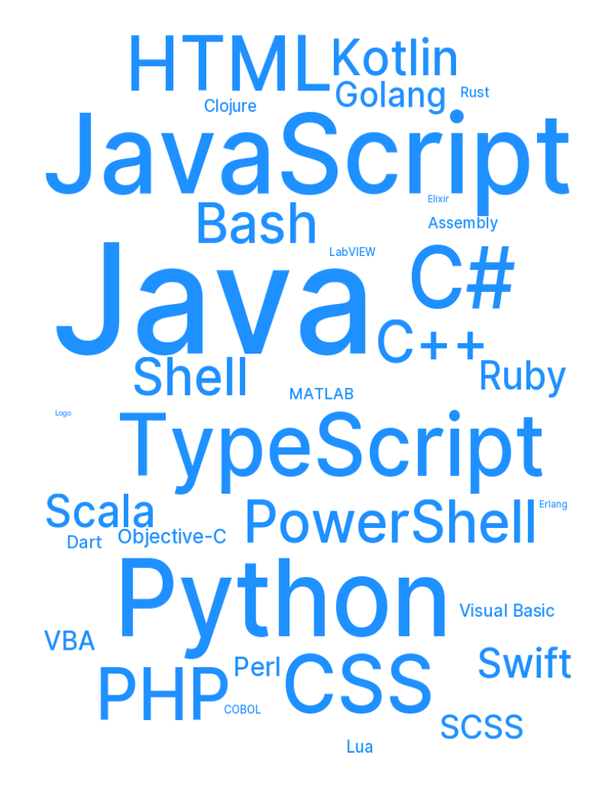 HTML
Kotlin
Golang
Rust
Clojure
JavaScript
Elixir
Bash
Assembly
LabVIEW
Java
C#
C++
Shell
Ruby
MATLAB
Logo
TypeScript
Scala
PowerShell
Erlang
Dart
Objective-C
Python
Visual Basic
VBA
Swift
Perl
CSS
PHP
COBOL
SCSS
Lua